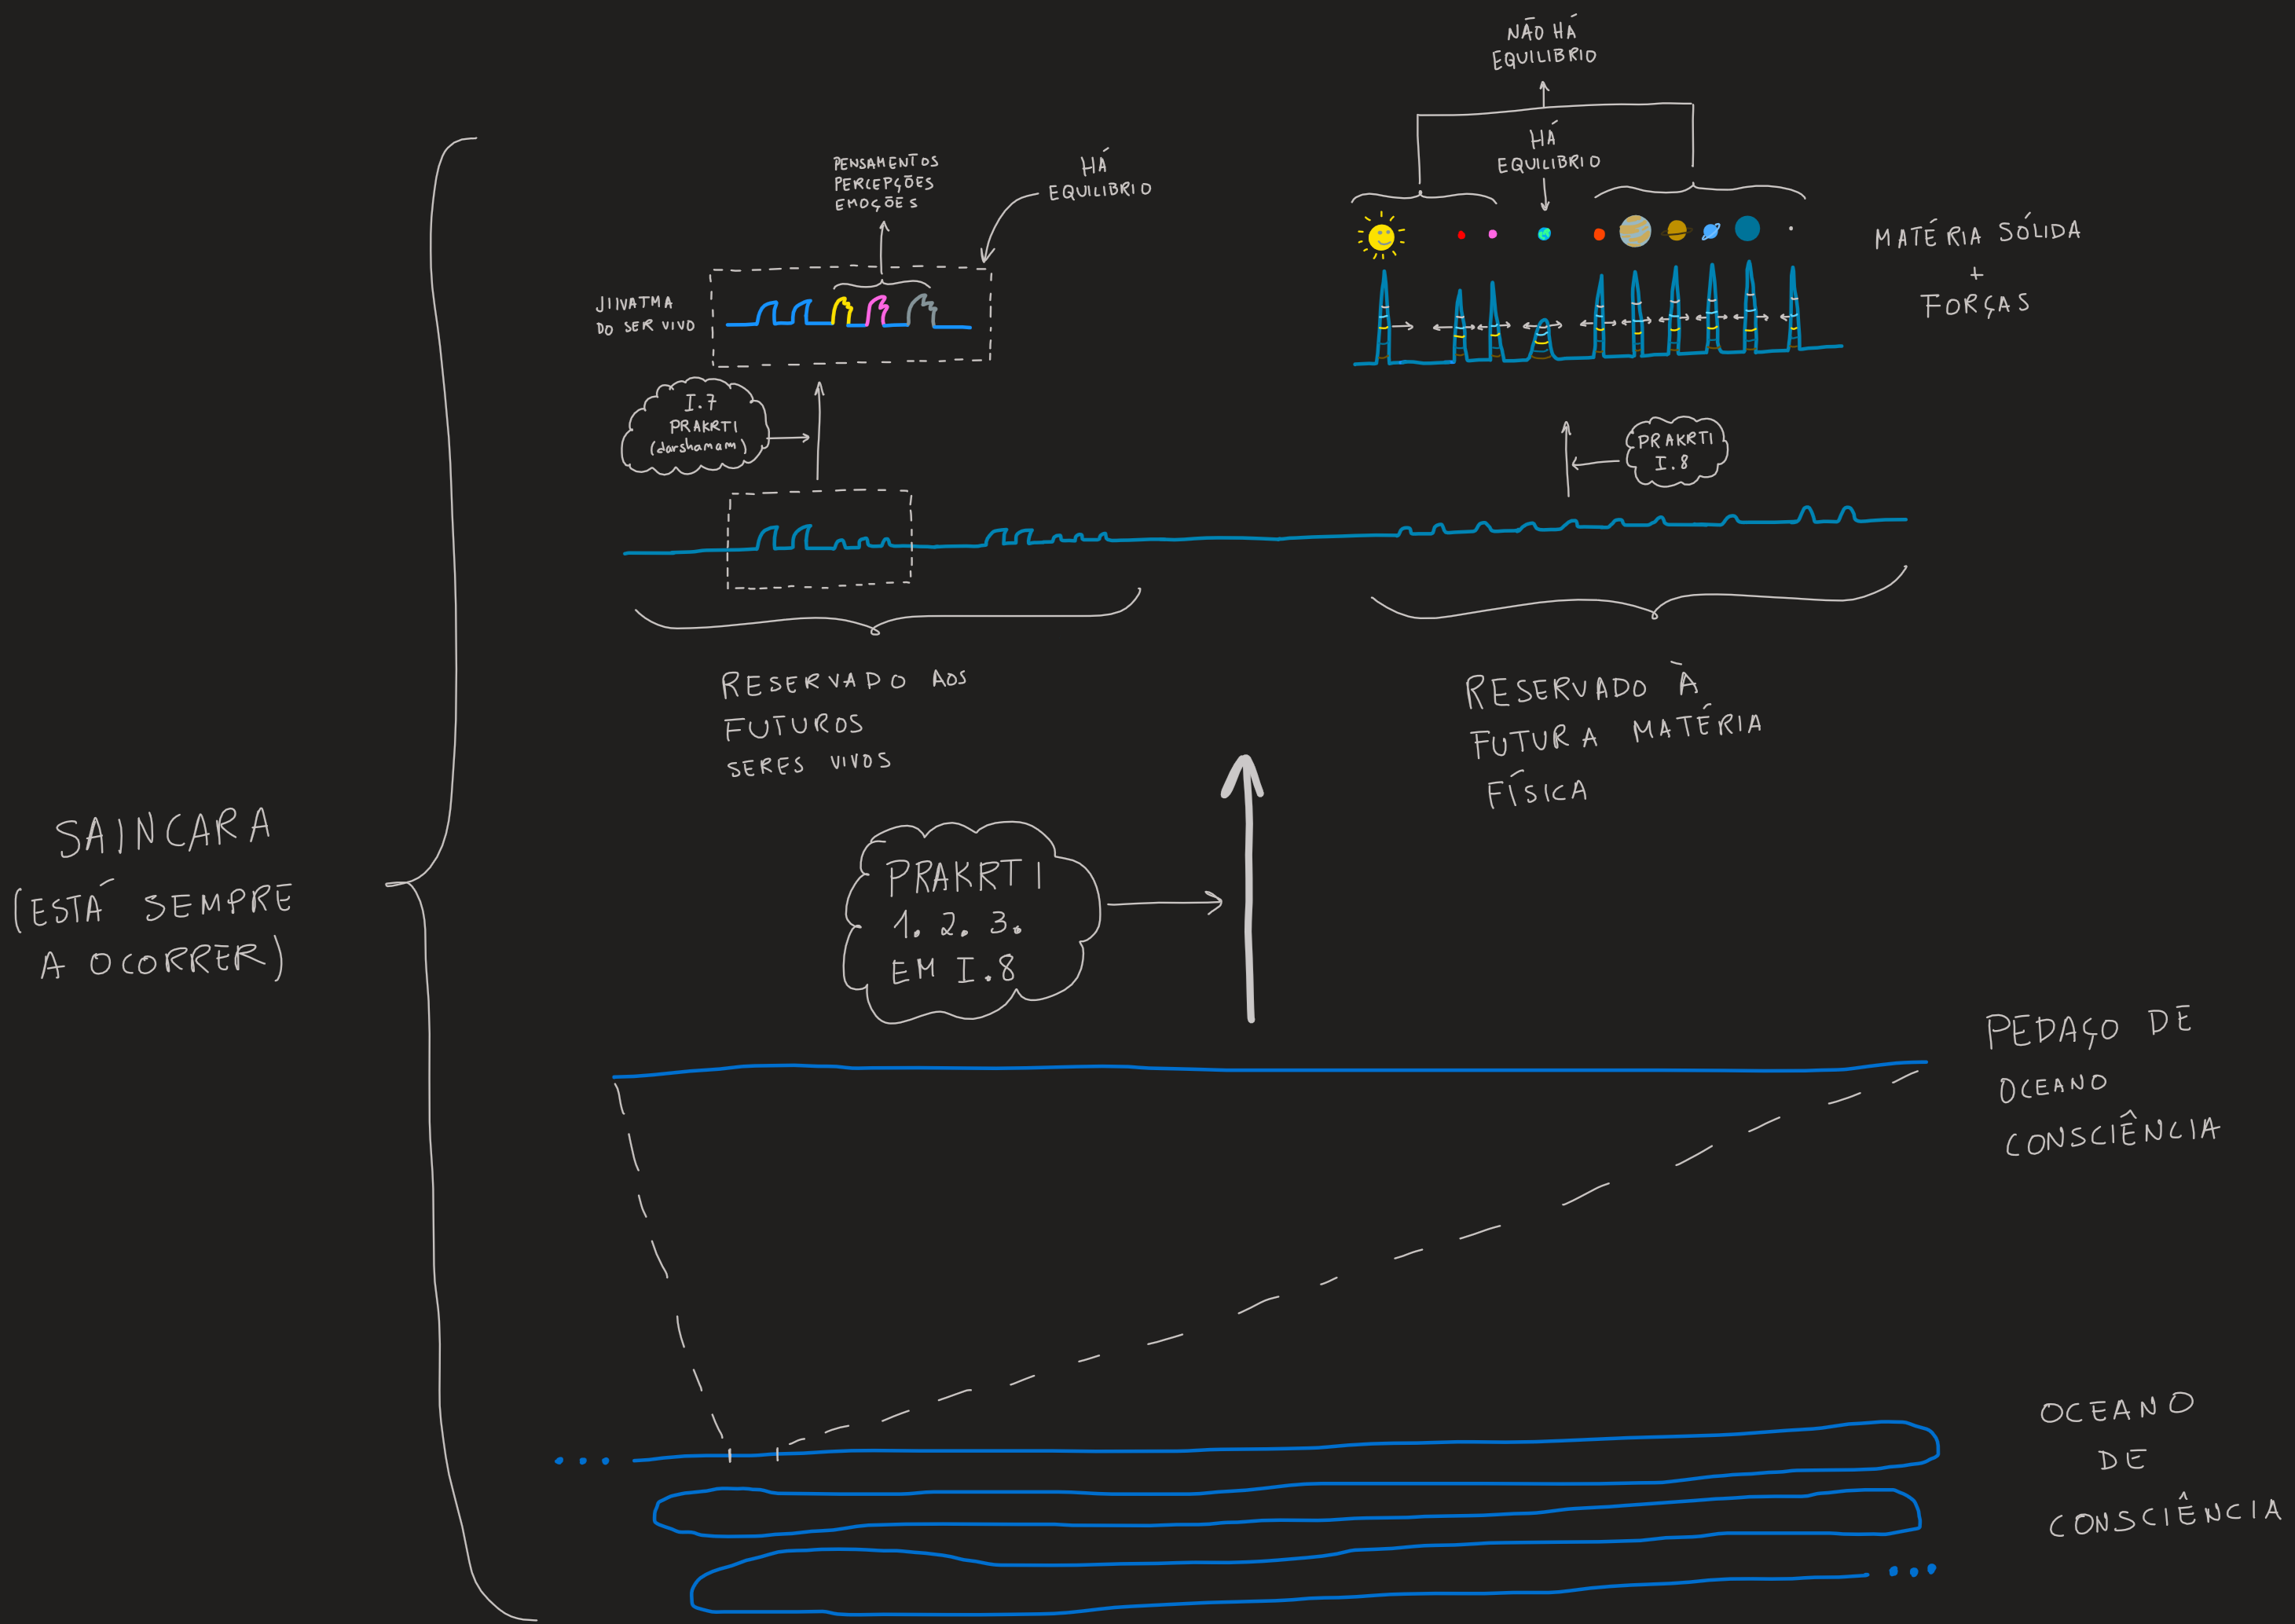 NÃO HÁ
EQUILIBRIO
HÁ
EQUILIBRIO
PENSAMENTOS
PERCEPÇÕES
EMOÇÕES
HÁ
EQUILIBRIO
MATÉRIA SÓLIDA
+
FORÇAS
JIIVATMA
DO SER VIVO
I.7
PRAKRTI
(darshamam)
PRAKRTI
I.8
RESERVADO AOS
FUTUROS
SERES VIVOS
RESERVADO À
FUTURA MATÉRIA
FÍSICA
SAINCARA
(ESTÁ SEMPRE
A OCORRER)
PRAKRTI
1. 2. 3.
EM I.8
PEDAÇO DE
OCEANO
CONSCIÊNCIA
OCEANO
DE
CONSCIÊNCIA